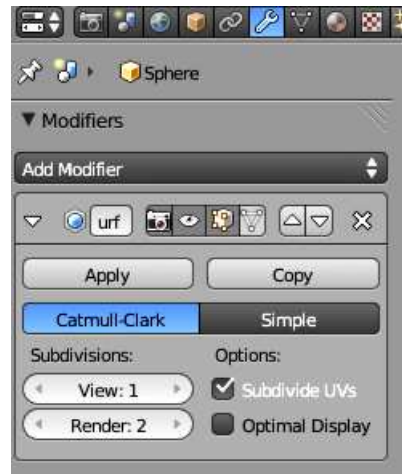 Sphere
Modifiers
Add Modifier
urf
Apply Copy
Catmull-Clark Simple
Subdivisions: Options:
View: 1 Subdivide UVs
Render: 2 Optimal Display